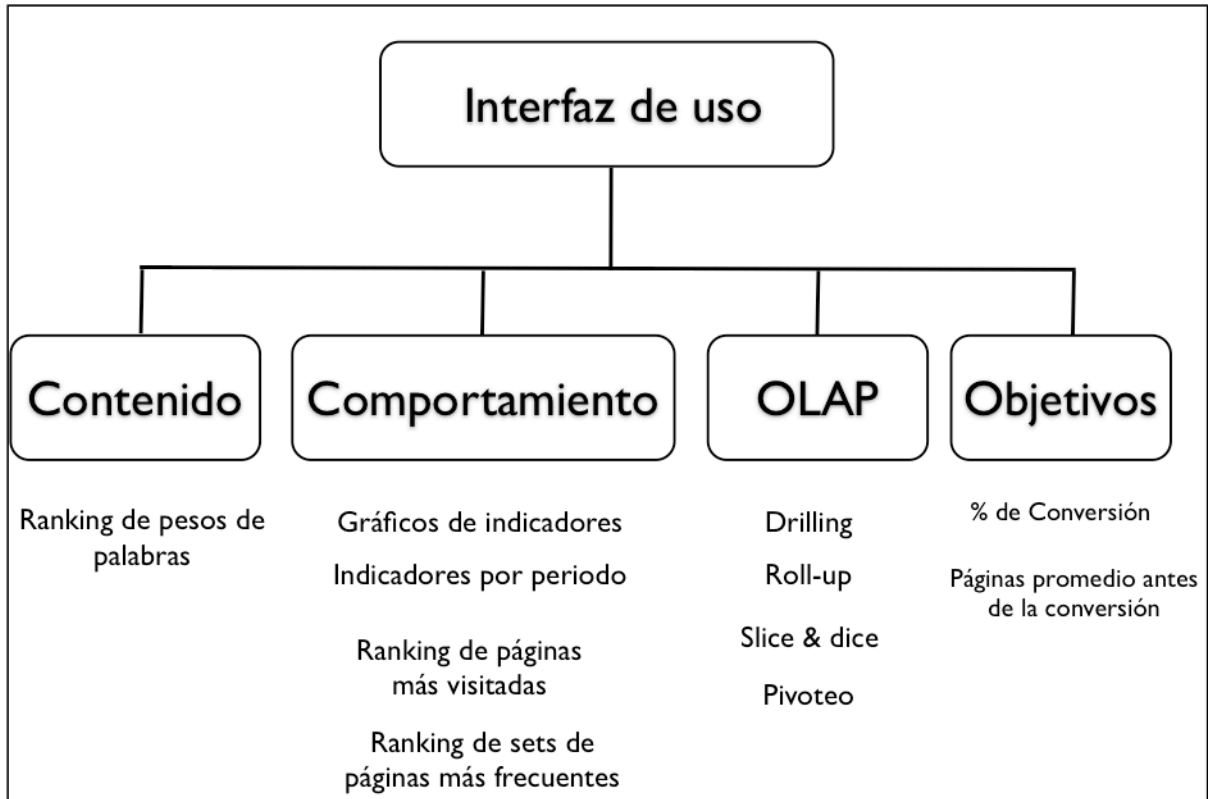 Interfaz de uso
Contenido
Comportamiento
OLAP
Objetivos
Ranking de pesos de
palabras
Gráficos de indicadores
Indicadores por periodo
Ranking de páginas
más visitadas
Ranking de sets de
páginas más frecuentes
Drilling
Roll-up
Slice & dice
Pivoteo
% de Conversión
Páginas promedio antes
de la conversión